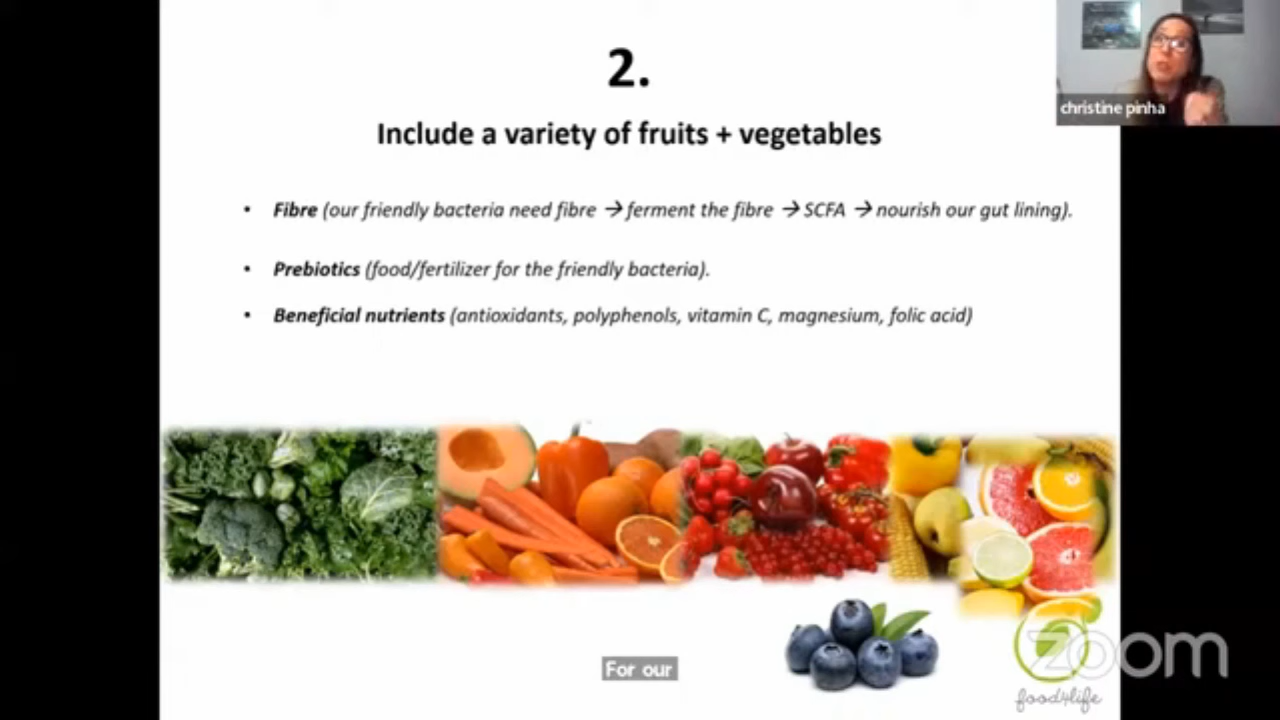 2.
Include a variety of fruits + vegetables
• Fibre (our friendly bacteria need fibre → ferment the fibre → SCFA → nourish our gut lining).
• Prebiotics (food/fertilizer for the friendly bacteria).
• Beneficial nutrients (antioxidants, polyphenols, vitamin C, magnesium, folic acid)
christine pinha
For our
zoom
food4life